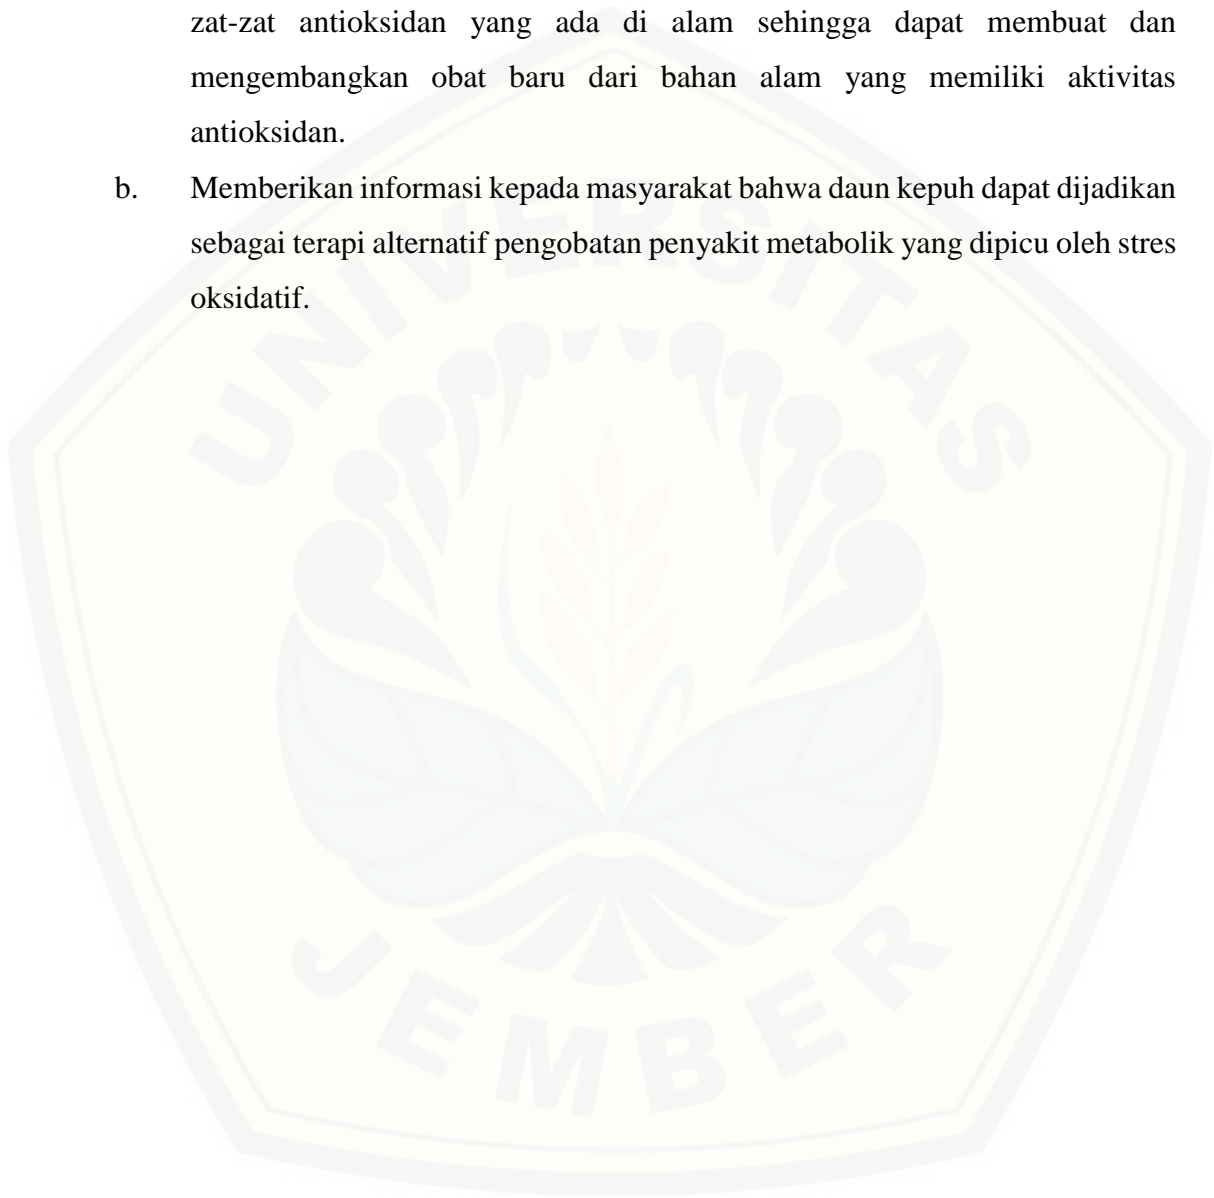 zat-zat antioksidan yang ada di alam sehingga dapat membuat dan
mengembangkan obat baru dari bahan alam yang memiliki aktivitas
antioksidan.
b. Memberikan informasi kepada masyarakat bahwa daun kepuh dapat dijadikan
sebagai terapi alternatif pengobatan penyakit metabolik yang dipicu oleh stres
oksidatif.
UNIVERSITAS
JEMBER